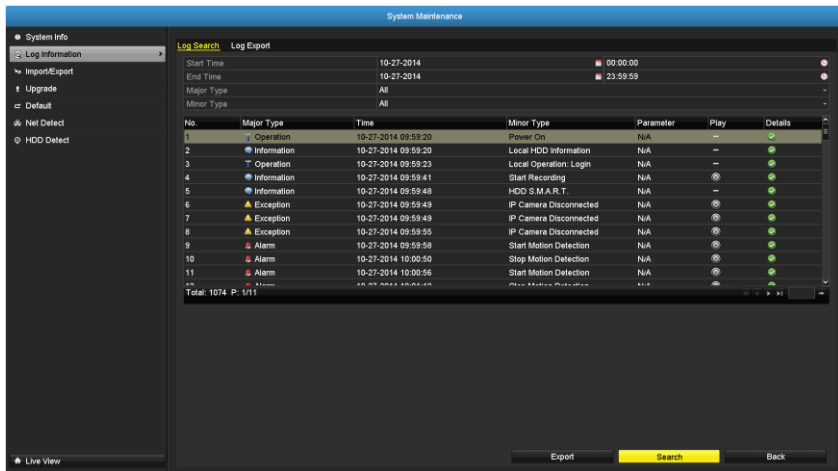 System Maintenance
System Info
Log Information
Import/Export
Upgrade
Default
Net Detect
HDD Detect
Live View
Log Search Log Export
Start Time 10-27-2014 00:00:00
End Time 10-27-2014 23:59:59
Major Type All
Minor Type All
No. Major Type Time Minor Type Parameter Play Details
1 Operation 10-27-2014 09:59:20 Power On N/A —
2 Information 10-27-2014 09:59:20 Local HDD Information N/A —
3 Operation 10-27-2014 09:59:23 Local Operation: Login N/A —
4 Information 10-27-2014 09:59:41 Start Recording N/A
5 Information 10-27-2014 09:59:48 HDD S.M.A.R.T. N/A —
6 Exception 10-27-2014 09:59:49 IP Camera Disconnected N/A
7 Exception 10-27-2014 09:59:49 IP Camera Disconnected N/A
8 Exception 10-27-2014 09:59:55 IP Camera Disconnected N/A
9 Alarm 10-27-2014 09:59:58 Start Motion Detection N/A
10 Alarm 10-27-2014 10:00:50 Stop Motion Detection N/A
11 Alarm 10-27-2014 10:00:56 Start Motion Detection N/A
Total: 1074 P: 1/11
Export Search Back